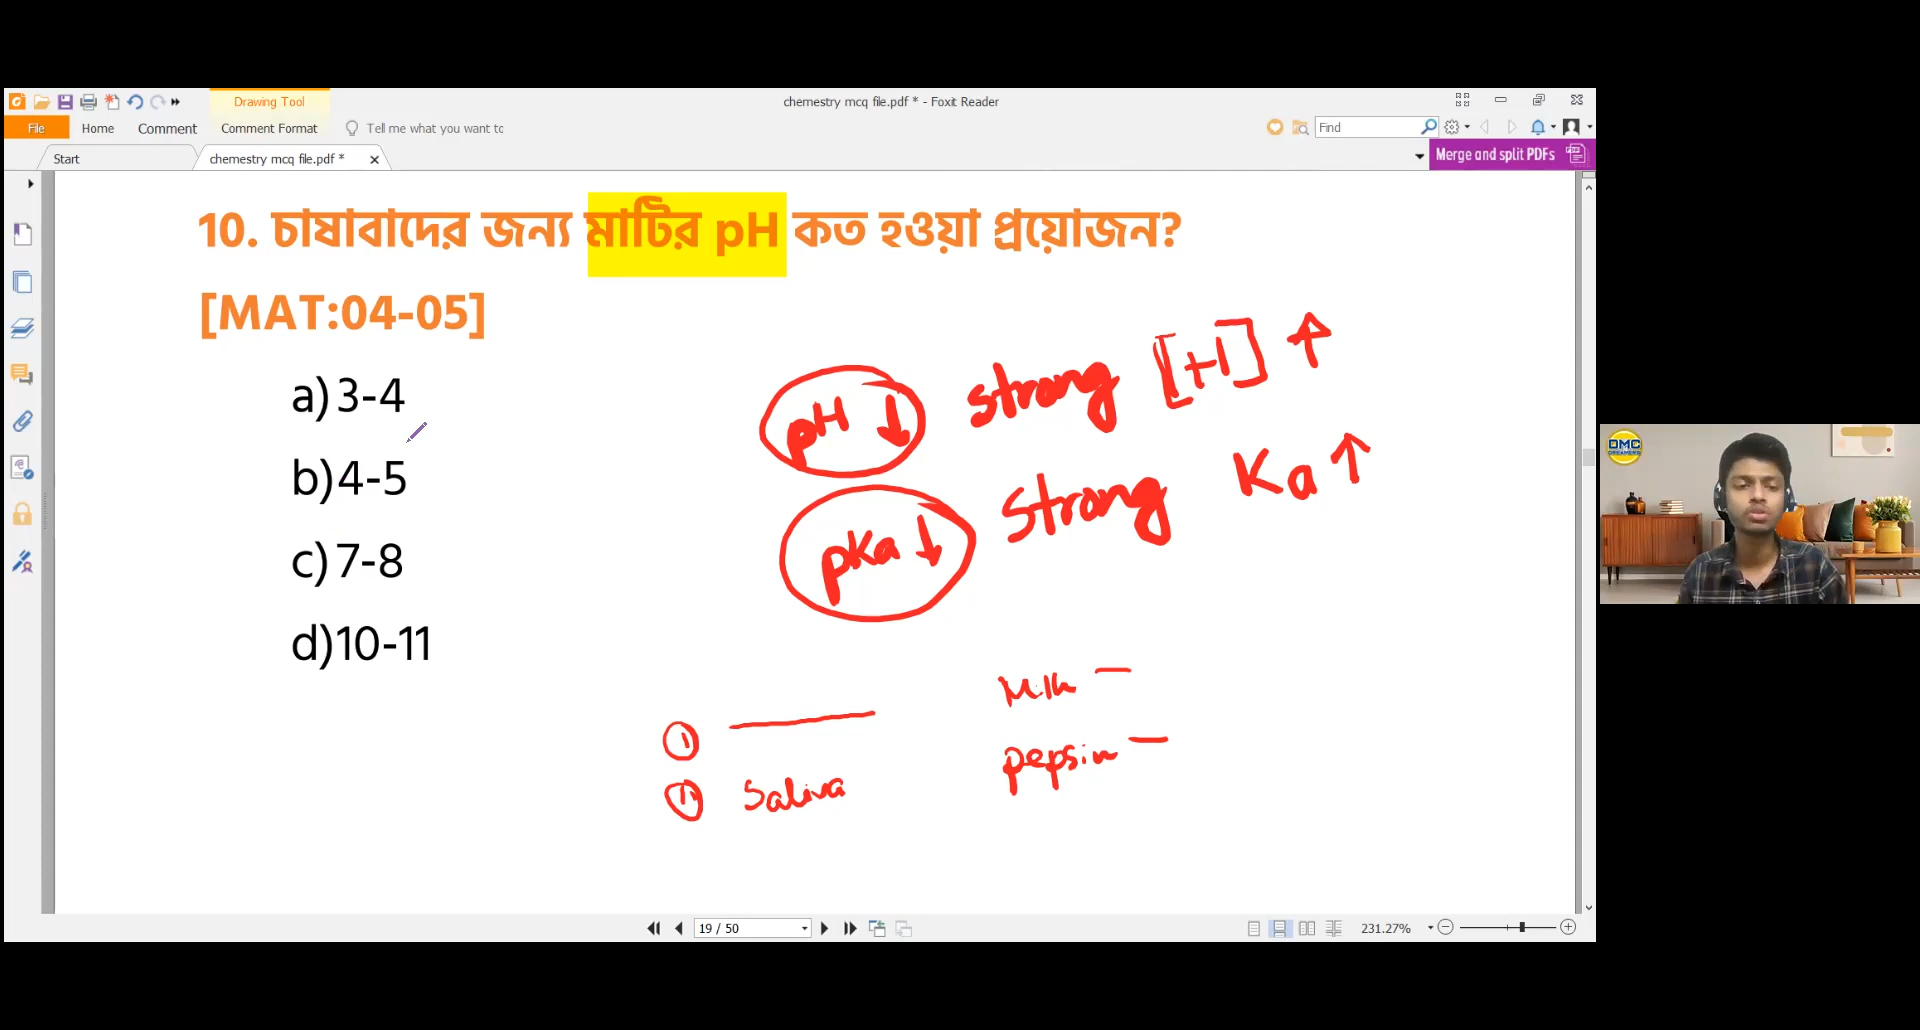 chemestry mcq file.pdf * - Foxit Reader
Drawing Tool
File Home Comment Comment Format Tell me what you want to
Find
Start chemestry mcq file.pdf * Merge and split PDFs
10. চাষাবাদের জন্য মাটির pH কত হওয়া প্রয়োজন?
[MAT:04-05]
a) 3-4
b) 4-5
c) 7-8
d) 10-11
pH ↓ strong [H] ↑
pKa ↓ strong Ka ↑
Milk —
pepsin —
①
② Saliva
19 / 50
231.27%
DMC
DREAMERS